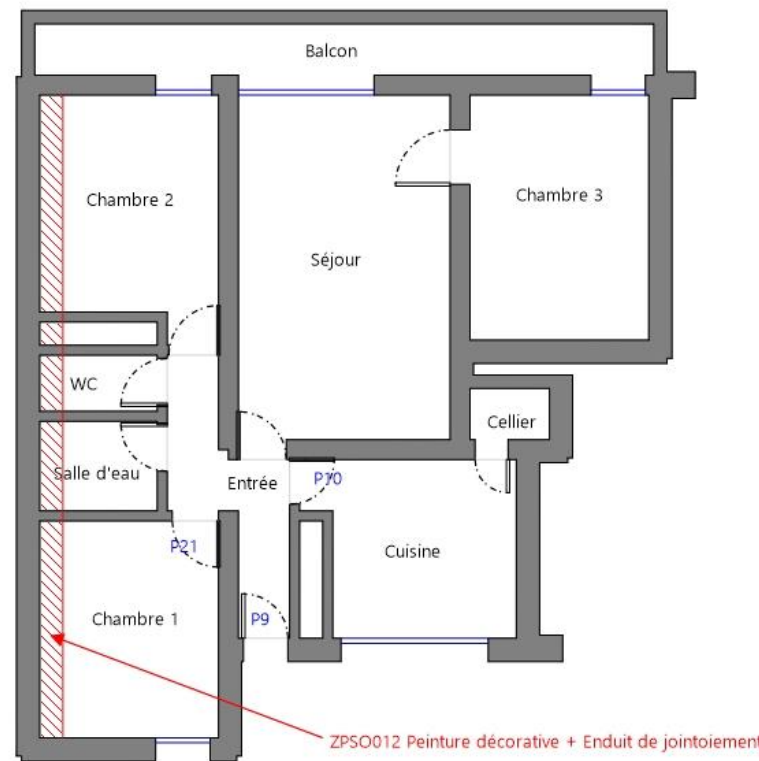 Balcon
Chambre 2
Chambre 3
Séjour
WC
Cellier
Salle d'eau
Entrée
P10
P21
Cuisine
Chambre 1
P9
ZPSO012 Peinture décorative + Enduit de jointoiement